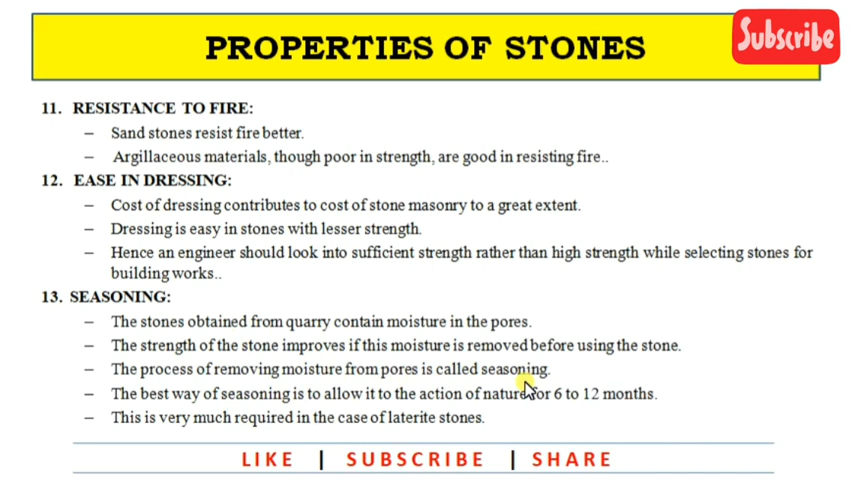 PROPERTIES OF STONES
Subscribe
11. RESISTANCE TO FIRE:
– Sand stones resist fire better.
– Argillaceous materials, though poor in strength, are good in resisting fire..
12. EASE IN DRESSING:
– Cost of dressing contributes to cost of stone masonry to a great extent.
– Dressing is easy in stones with lesser strength.
– Hence an engineer should look into sufficient strength rather than high strength while selecting stones for
building works..
13. SEASONING:
– The stones obtained from quarry contain moisture in the pores.
– The strength of the stone improves if this moisture is removed before using the stone.
– The process of removing moisture from pores is called seasoning.
– The best way of seasoning is to allow it to the action of nature for 6 to 12 months.
– This is very much required in the case of laterite stones.
LIKE | SUBSCRIBE | SHARE